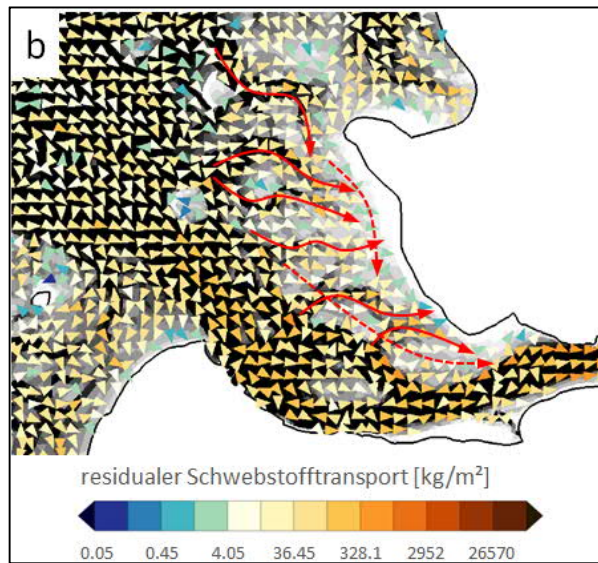 b
residualer Schwebstofftransport [kg/m²]
0.05 0.45 4.05 36.45 328.1 2952 26570